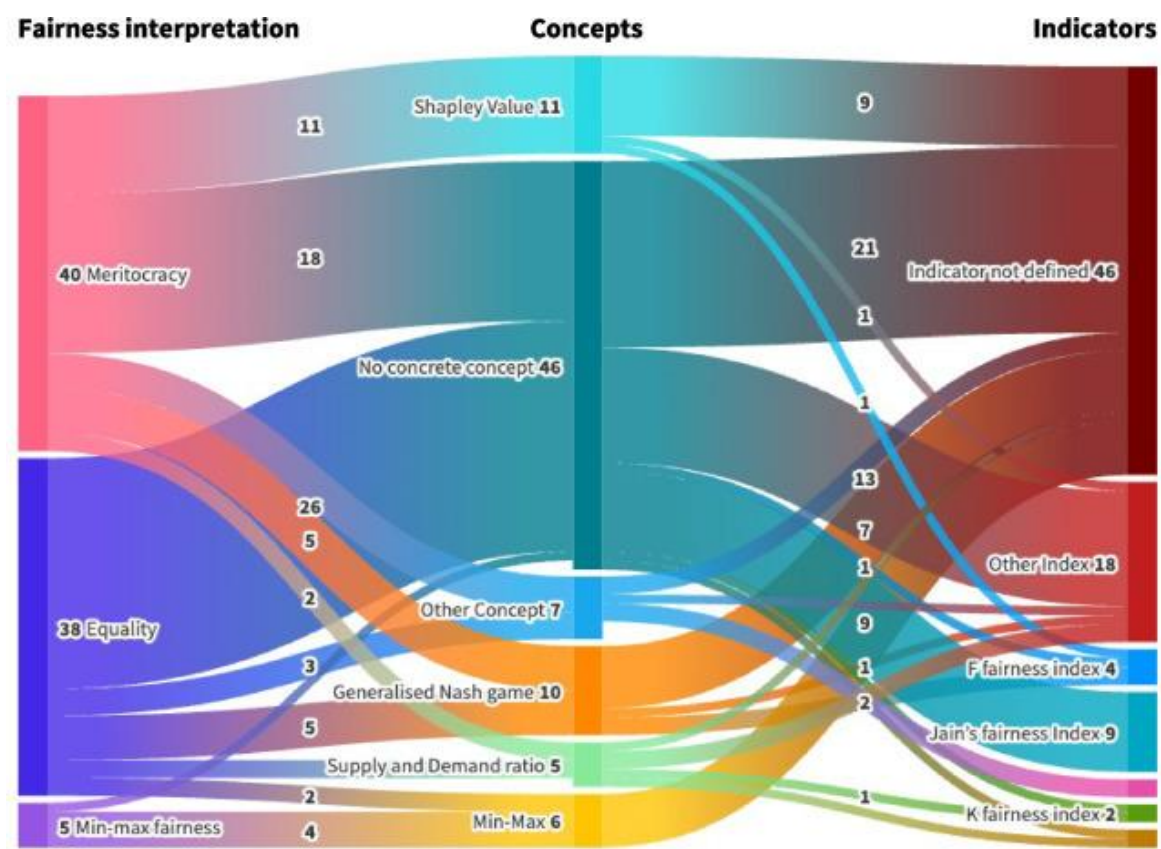 Fairness interpretation
Concepts
Indicators
Shapley Value 11
11
9
18
21
40 Meritocracy
Indicator not defined 46
1
No concrete concept 46
1
13
26
7
5
1
Other Index 18
2
Other Concept 7
9
38 Equality
3
1
F fairness index 4
Generalised Nash game 10
2
5
Jain's fairness Index 9
Supply and Demand ratio 5
2
1
K fairness index 2
5 Min-max fairness
4
Min-Max 6